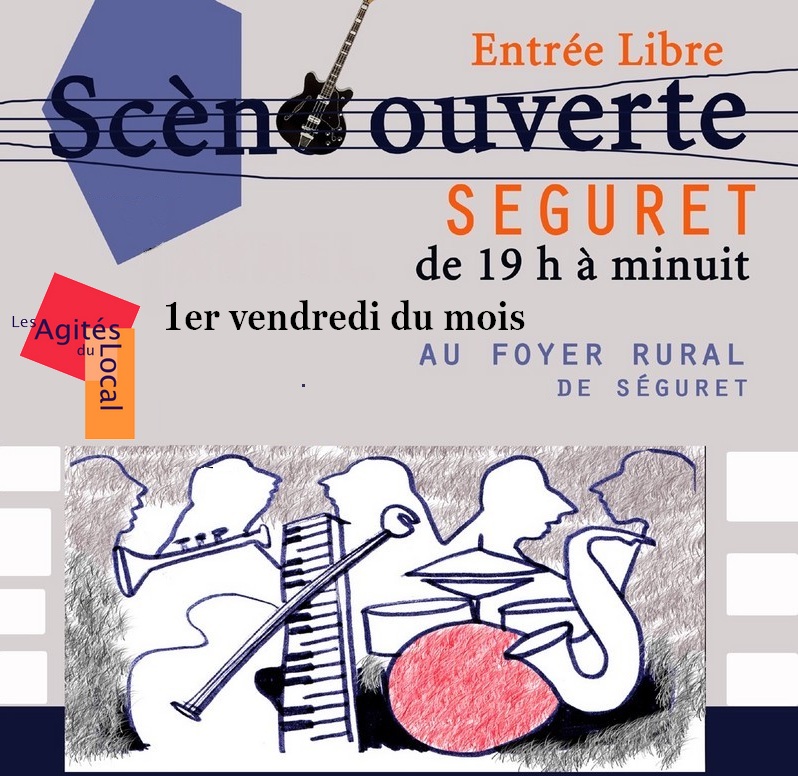 Entrée Libre
Scène ouverte
SEGURET
de 19 h à minuit
1er vendredi du mois
Les Agités
du
Local
AU FOYER RURAL
DE SÉGURET